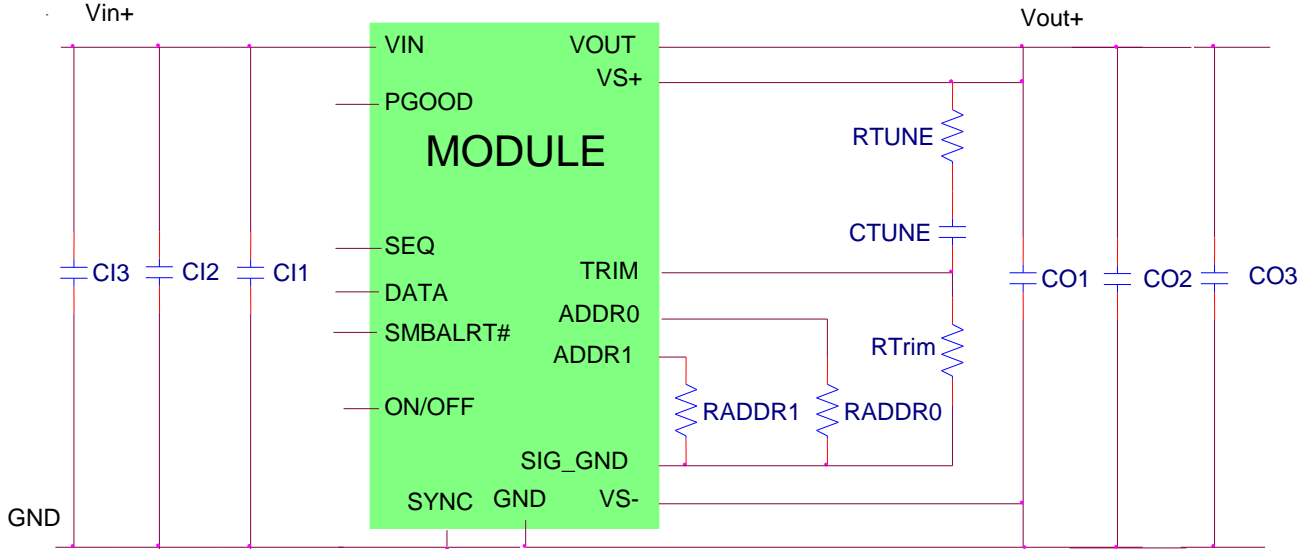 Vin+
Vout+
VIN
VOUT
VS+
PGOOD
MODULE
RTUNE
CTUNE
SEQ
TRIM
CI3
CI2
CI1
CO1
CO2
CO3
DATA
ADDR0
SMBALRT#
RTrim
ADDR1
ON/OFF
RADDR1
RADDR0
SIG_GND
SYNC
GND
VS-
GND